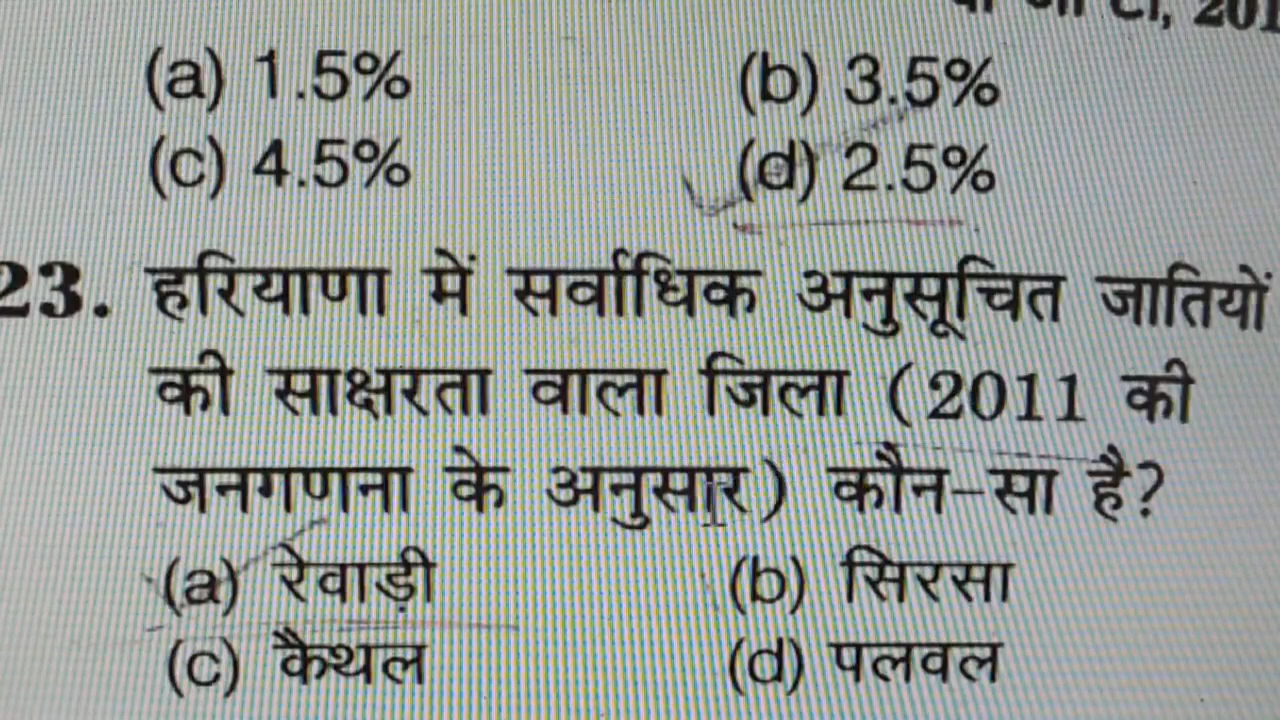 201
(a) 1.5% (b) 3.5%
(c) 4.5% (d) 2.5%
23. हरियाणा में सर्वाधिक अनुसूचित जातियों
की साक्षरता वाला जिला (2011 की
जनगणना के अनुसार) कौन-सा है?
(a) रेवाड़ी (b) सिरसा
(c) कैथल (d) पलवल